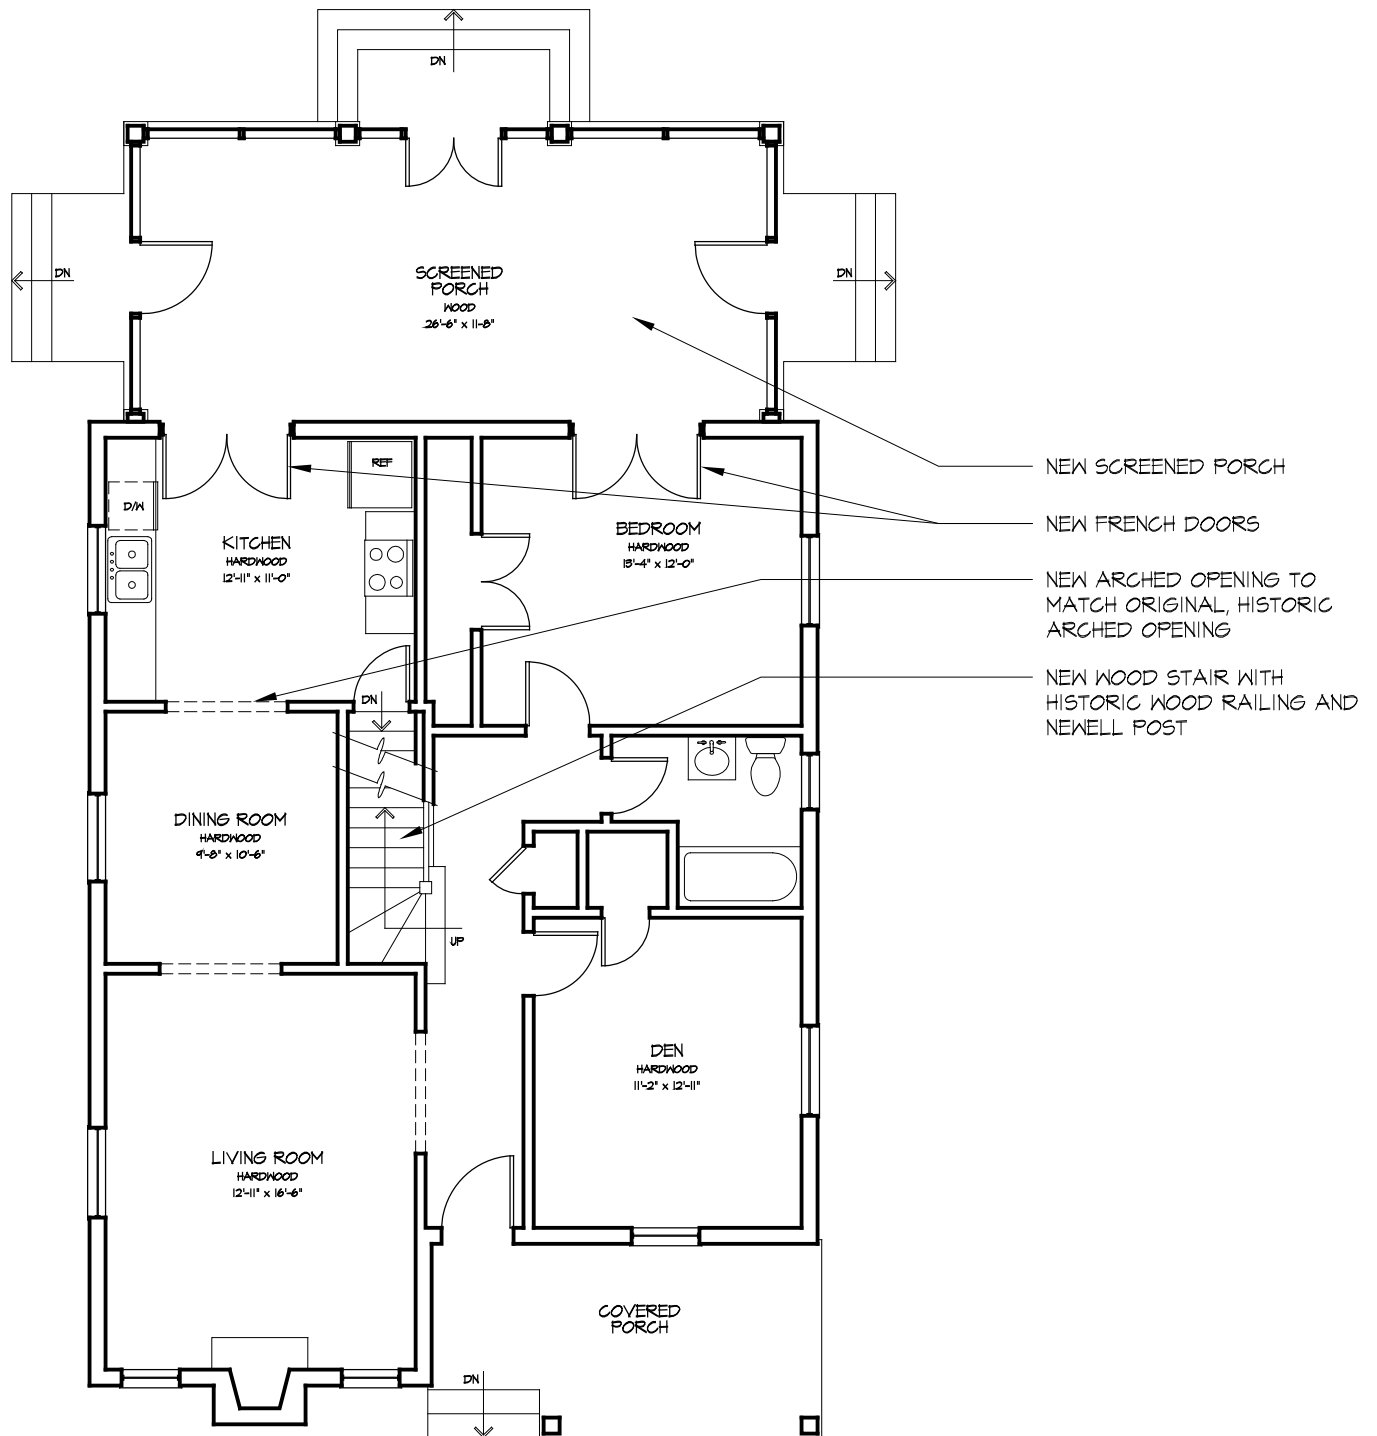 DN
DN
DN
SCREENED
PORCH
WOOD
26'-6" x 11'-8"
NEW SCREENED PORCH
REF
D/W
NEW FRENCH DOORS
BEDROOM
HARDWOOD
13'-4" x 12'-0"
KITCHEN
HARDWOOD
12'-11" x 11'-0"
NEW ARCHED OPENING TO
MATCH ORIGINAL, HISTORIC
ARCHED OPENING
NEW WOOD STAIR WITH
HISTORIC WOOD RAILING AND
NEWELL POST
DN
DINING ROOM
HARDWOOD
9'-8" x 10'-6"
UP
DEN
HARDWOOD
11'-2" x 12'-11"
LIVING ROOM
HARDWOOD
12'-11" x 16'-6"
COVERED
PORCH
DN